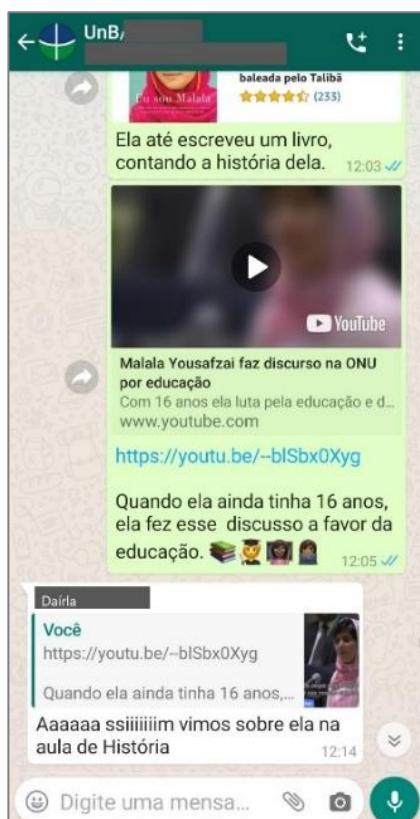 UnB/
baleada pelo Talibã
(233)
Eu sou Malala
Ela até escreveu um livro,
contando a história dela. 12:03
YouTube
Malala Yousafzai faz discurso na ONU
por educação
Com 16 anos ela luta pela educação e d...
www.youtube.com
https://youtu.be/--blSbx0Xyg
Quando ela ainda tinha 16 anos,
ela fez esse discusso a favor da
educação. 12:05
Daírla
Você
https://youtu.be/--blSbx0Xyg
Quando ela ainda tinha 16 anos,...
Aaaaaa ssiiiiiiim vimos sobre ela na
aula de História 12:14
Digite uma mensa...